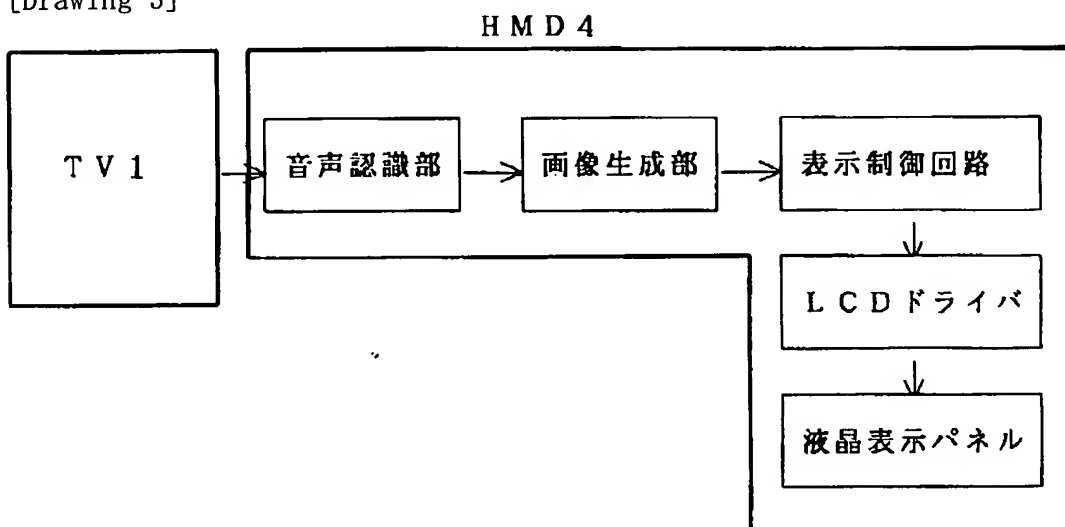 [Drawing 3]
HMD4
TV1
音声認識部
画像生成部
表示制御回路
LCDドライバ
液晶表示パネル